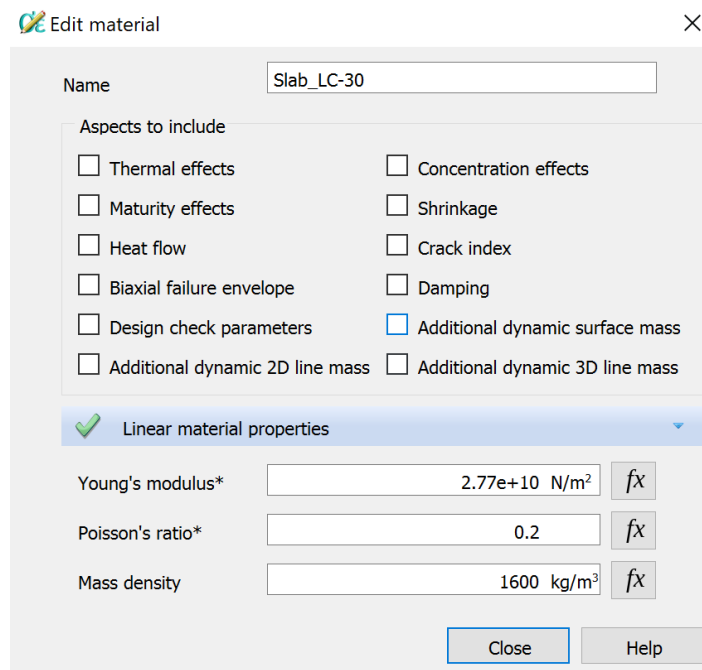 Edit material
Name Slab_LC-30
Aspects to include
Thermal effects Concentration effects
Maturity effects Shrinkage
Heat flow Crack index
Biaxial failure envelope Damping
Design check parameters Additional dynamic surface mass
Additional dynamic 2D line mass Additional dynamic 3D line mass
Linear material properties
Young's modulus* 2.77e+10 N/m² fx
Poisson's ratio* 0.2 fx
Mass density 1600 kg/m³ fx
Close Help